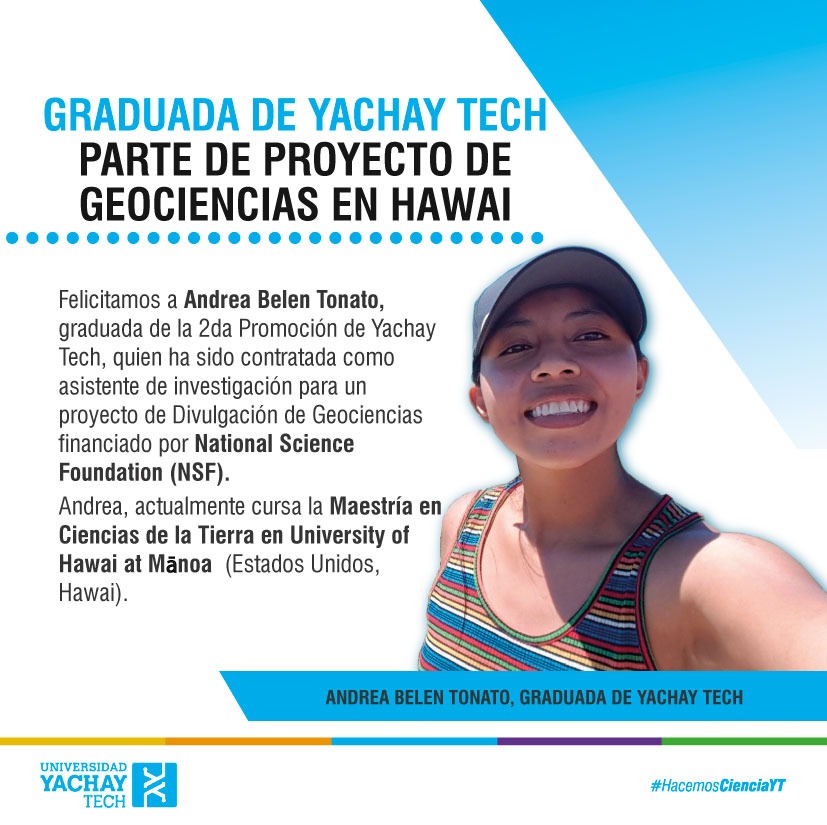 GRADUADA DE YACHAY TECH
PARTE DE PROYECTO DE
GEOCIENCIAS EN HAWAI
Felicitamos a Andrea Belen Tonato,
graduada de la 2da Promoción de Yachay
Tech, quien ha sido contratada como
asistente de investigación para un
proyecto de Divulgación de Geociencias
financiado por National Science
Foundation (NSF).
Andrea, actualmente cursa la Maestría en
Ciencias de la Tierra en University of
Hawai at Mānoa (Estados Unidos,
Hawai).
ANDREA BELEN TONATO, GRADUADA DE YACHAY TECH
UNIVERSIDAD
YACHAY
TECH
#HacemosCienciaYT